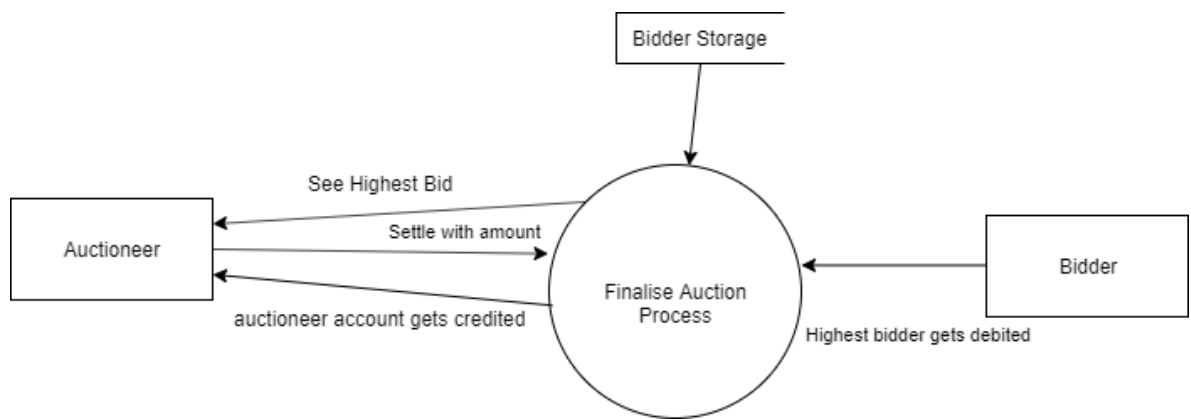 Bidder Storage
See Highest Bid
Settle with amount
Auctioneer
auctioneer account gets credited
Finalise Auction
Process
Bidder
Highest bidder gets debited